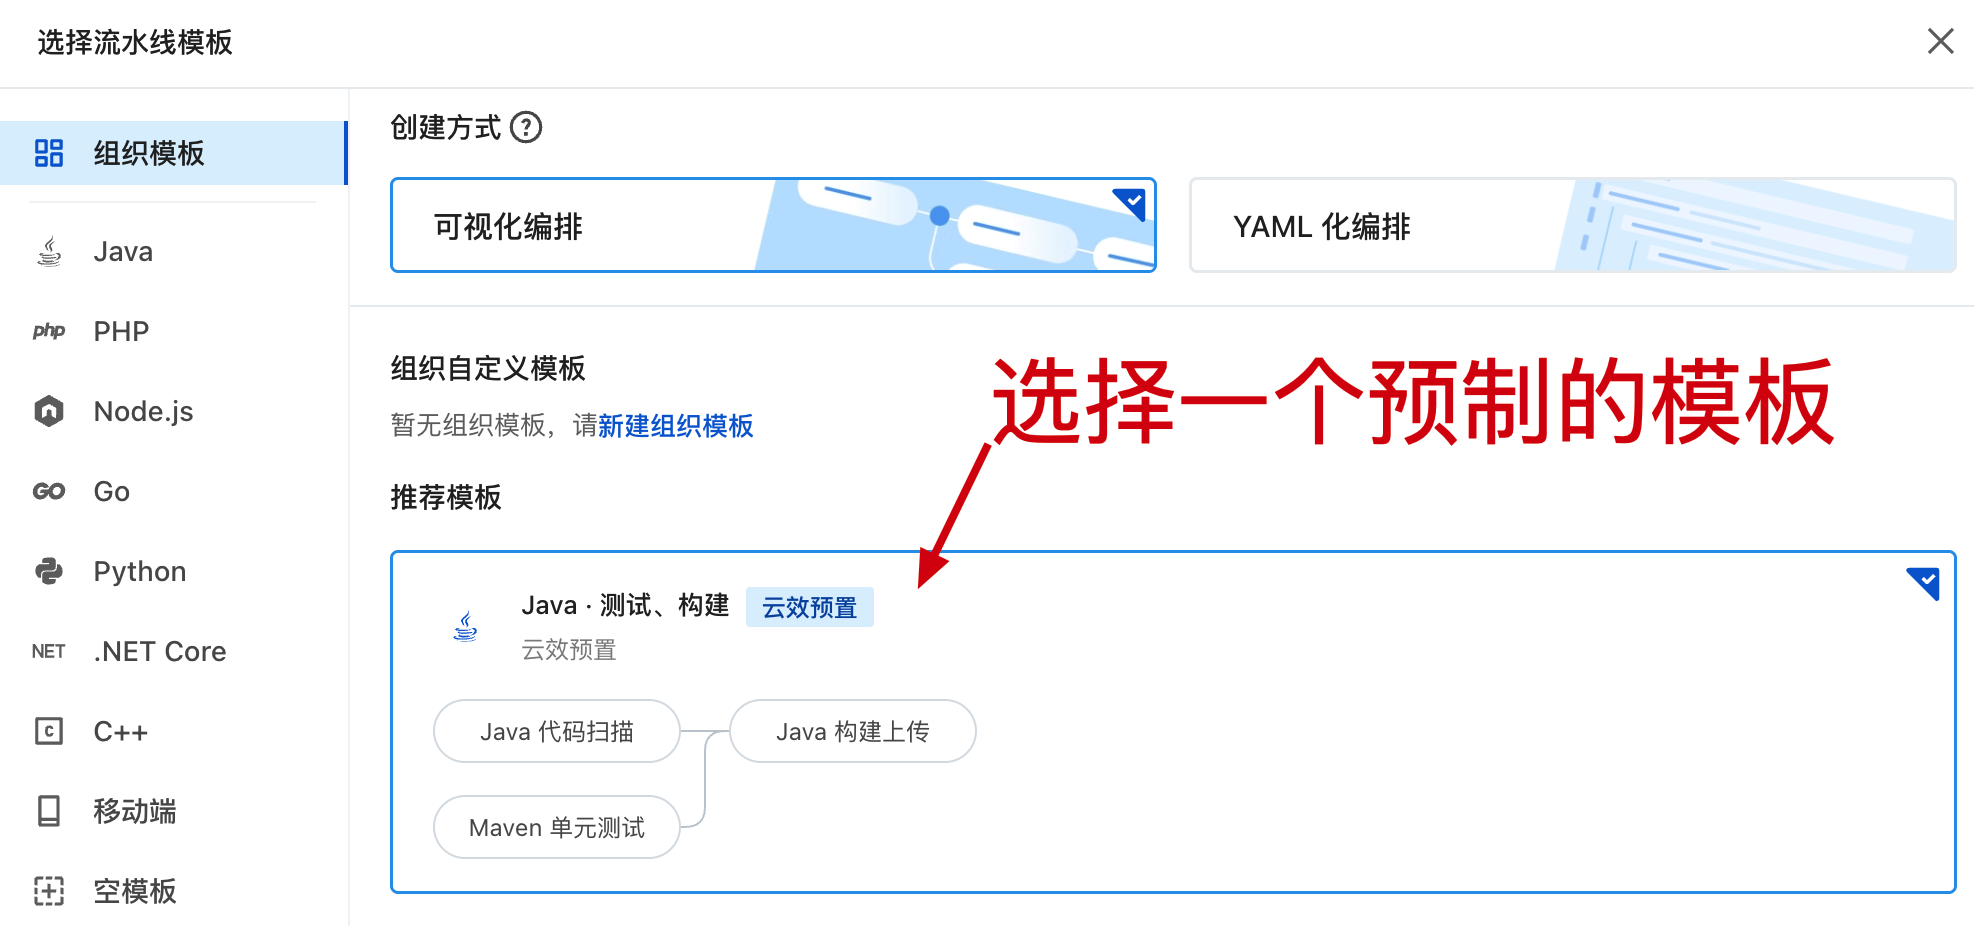 选择流水线模板
组织模板
Java
php PHP
Node.js
GO Go
Python
NET .NET Core
C C++
移动端
空模板
创建方式 ?
可视化编排
YAML 化编排
组织自定义模板
暂无组织模板，请新建组织模板
选择一个预制的模板
推荐模板
Java · 测试、构建 云效预置
云效预置
Java 代码扫描
Java 构建上传
Maven 单元测试